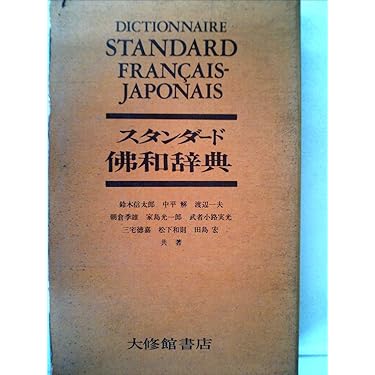 DICTIONNAIRE
STANDARD
FRANÇAIS-
JAPONAIS
スタンダード
佛和辞典
鈴木信太郎 中平 解 渡辺一夫
朝倉季雄 家島光一郎 武者小路実光
三宅徳嘉 松下和則 田島 宏
共 著
大修館書店